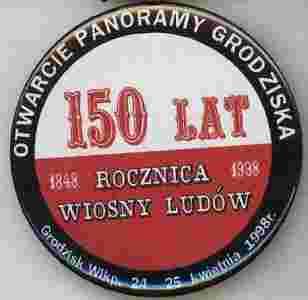 OTWARCIE PANORAMY GRODZISKA
150 LAT
1848 ROCZNICA 1998
WIOSNY LUDÓW
Grodzisk Wlkp. 24 - 25 kwietnia 1998r.